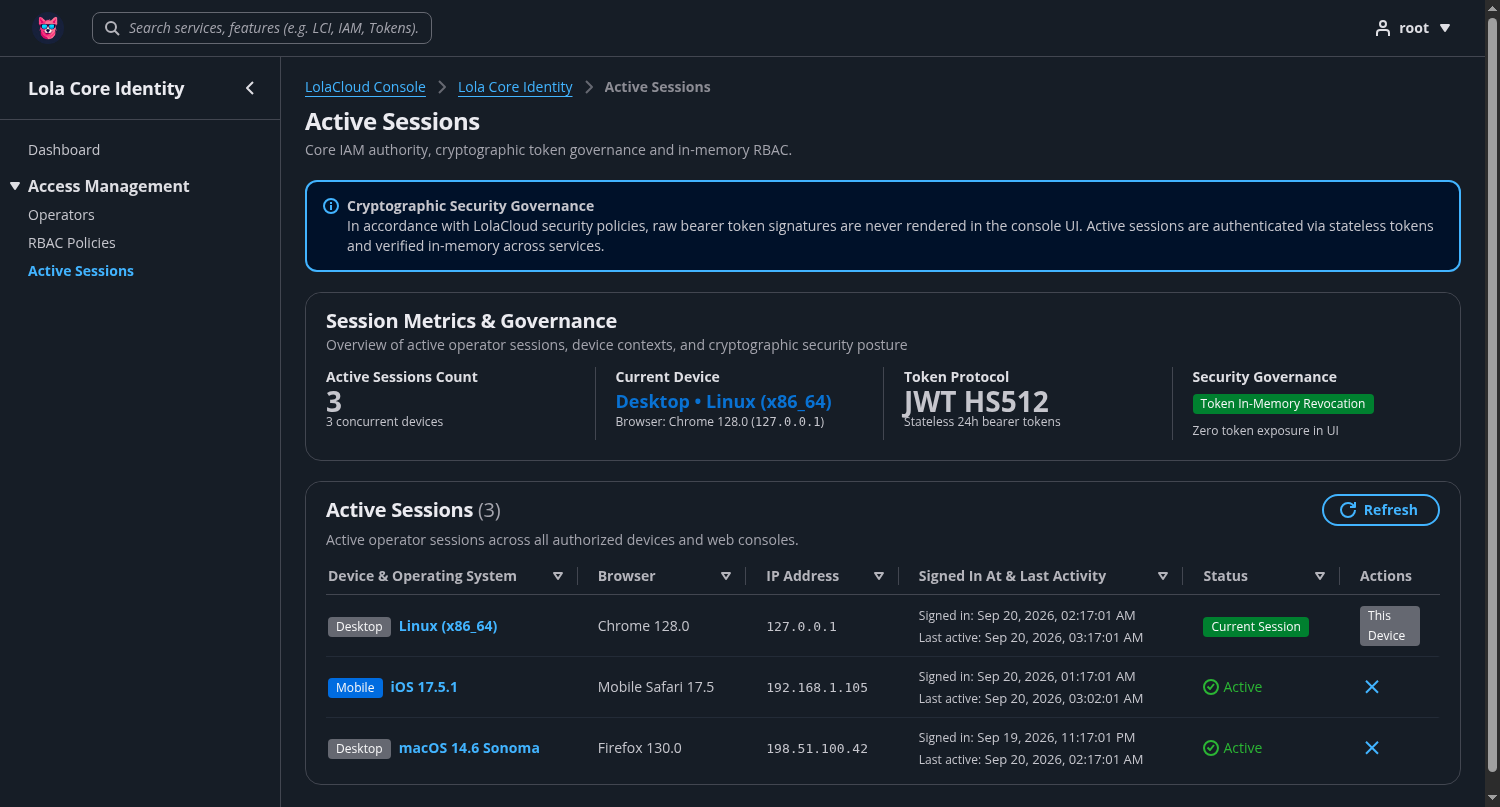 Search services, features (e.g. LCI, IAM, Tokens).
root
Lola Core Identity
Dashboard
Access Management
Operators
RBAC Policies
Active Sessions
LolaCloud Console
Lola Core Identity
Active Sessions
Active Sessions
Core IAM authority, cryptographic token governance and in-memory RBAC.
Cryptographic Security Governance
In accordance with LolaCloud security policies, raw bearer token signatures are never rendered in the console UI. Active sessions are authenticated via stateless tokens
and verified in-memory across services.
Session Metrics & Governance
Overview of active operator sessions, device contexts, and cryptographic security posture
Active Sessions Count
3
3 concurrent devices
Current Device
Desktop • Linux (x86_64)
Browser: Chrome 128.0 (127.0.0.1)
Token Protocol
JWT HS512
Stateless 24h bearer tokens
Security Governance
Token In-Memory Revocation
Zero token exposure in UI
Active Sessions (3)
Refresh
Active operator sessions across all authorized devices and web consoles.
Device & Operating System Browser IP Address Signed In At & Last Activity Status Actions
Desktop Linux (x86_64) Chrome 128.0 127.0.0.1
Signed in: Sep 20, 2026, 02:17:01 AM
Last active: Sep 20, 2026, 03:17:01 AM
Current Session
This
Device
Mobile iOS 17.5.1 Mobile Safari 17.5 192.168.1.105
Signed in: Sep 20, 2026, 01:17:01 AM
Last active: Sep 20, 2026, 03:02:01 AM
Active
Desktop macOS 14.6 Sonoma Firefox 130.0 198.51.100.42
Signed in: Sep 19, 2026, 11:17:01 PM
Last active: Sep 20, 2026, 02:17:01 AM
Active